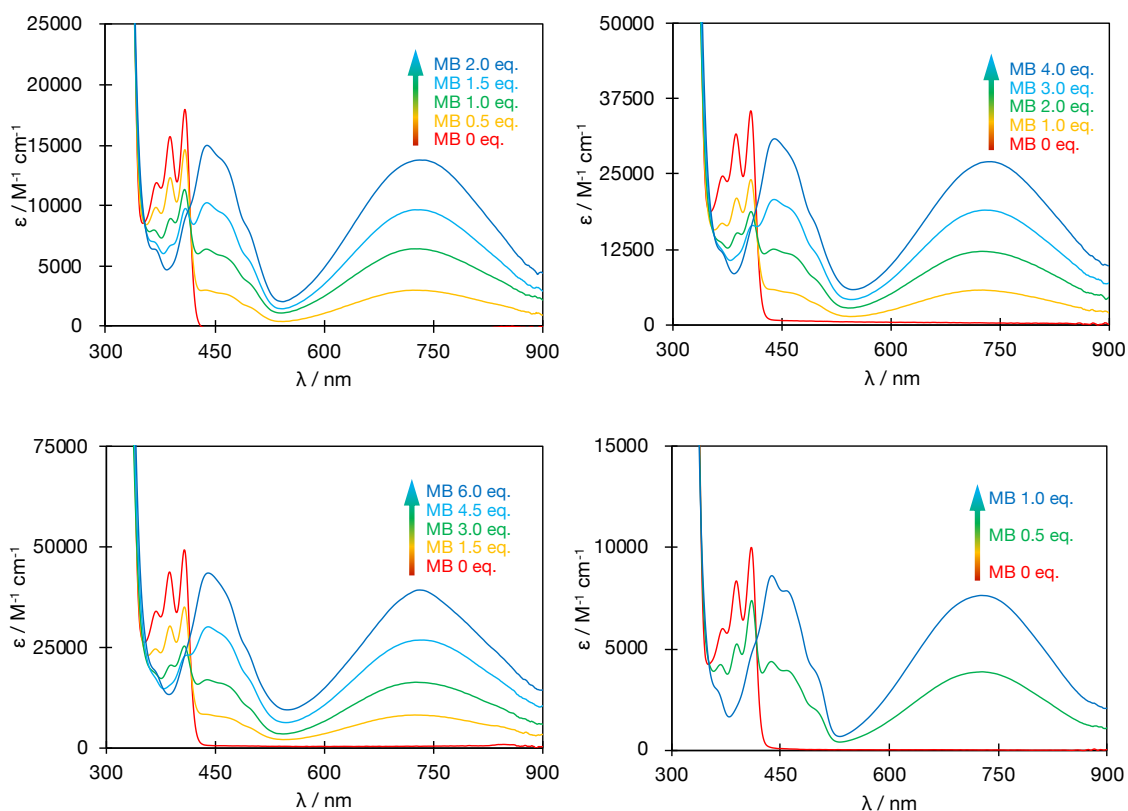 25000
20000
15000
10000
5000
0
ε / M-1 cm-1
MB 2.0 eq.
MB 1.5 eq.
MB 1.0 eq.
MB 0.5 eq.
MB 0 eq.
300 450 600 750 900
λ / nm
50000
37500
25000
12500
0
ε / M-1 cm-1
MB 4.0 eq.
MB 3.0 eq.
MB 2.0 eq.
MB 1.0 eq.
MB 0 eq.
300 450 600 750 900
λ / nm
75000
50000
25000
0
ε / M-1 cm-1
MB 6.0 eq.
MB 4.5 eq.
MB 3.0 eq.
MB 1.5 eq.
MB 0 eq.
300 450 600 750 900
λ / nm
15000
10000
5000
0
ε / M-1 cm-1
MB 1.0 eq.
MB 0.5 eq.
MB 0 eq.
300 450 600 750 900
λ / nm